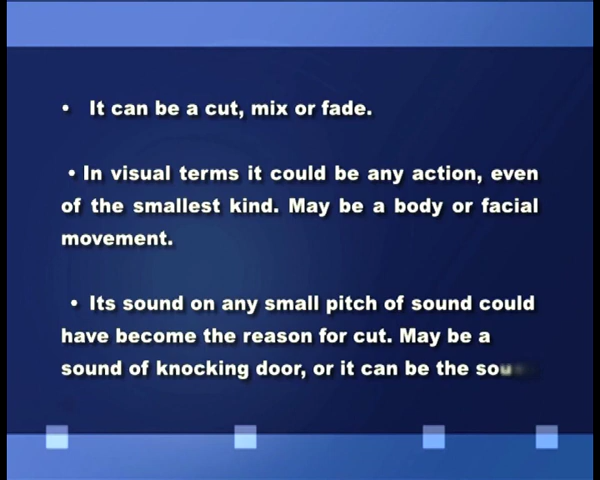 • It can be a cut, mix or fade.
• In visual terms it could be any action, even
of the smallest kind. May be a body or facial
movement.
• Its sound on any small pitch of sound could
have become the reason for cut. May be a
sound of knocking door, or it can be the